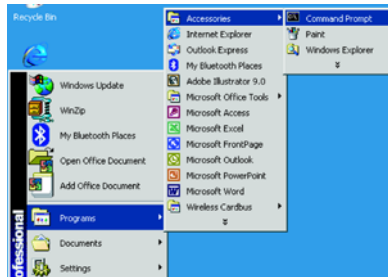 Recycle Bin
Windows Update
WinZip
My Bluetooth Places
Open Office Document
Add Office Document
Programs
Documents
Settings
ofessional
Accessories
Internet Explorer
Outlook Express
My Bluetooth Places
Adobe Illustrator 9.0
Microsoft Office Tools
Microsoft Access
Microsoft Excel
Microsoft FrontPage
Microsoft Outlook
Microsoft PowerPoint
Microsoft Word
Wireless Cardbus
Command Prompt
Paint
Windows Explorer